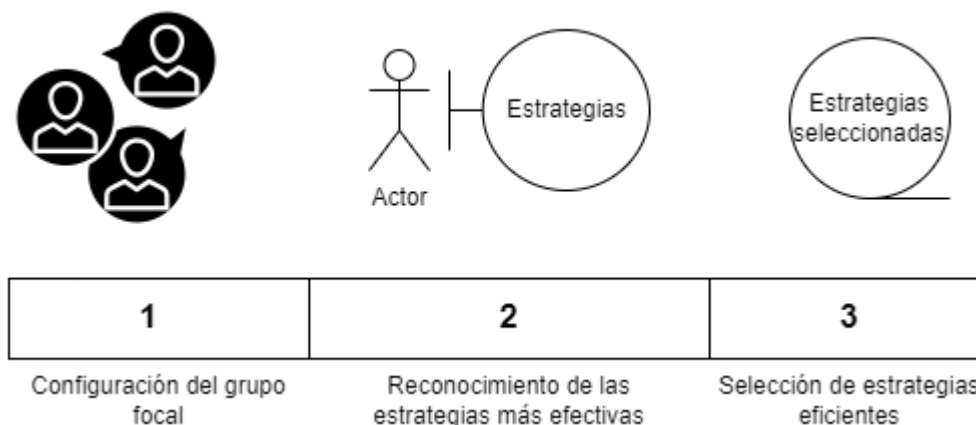 Estrategias
Estrategias
seleccionadas
Actor
1
2
3
Configuración del grupo
focal
Reconocimiento de las
estrategias más efectivas
Selección de estrategias
eficientes